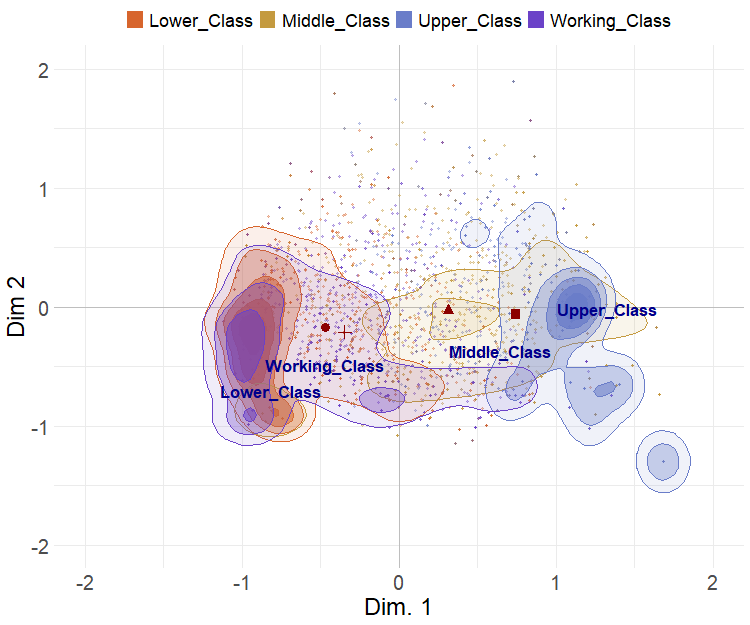 Lower_Class Middle_Class Upper_Class Working_Class
2
1
Dim 2
0
Upper_Class
Middle_Class
Working_Class
Lower_Class
-1
-2
-2 -1 0 1 2
Dim. 1